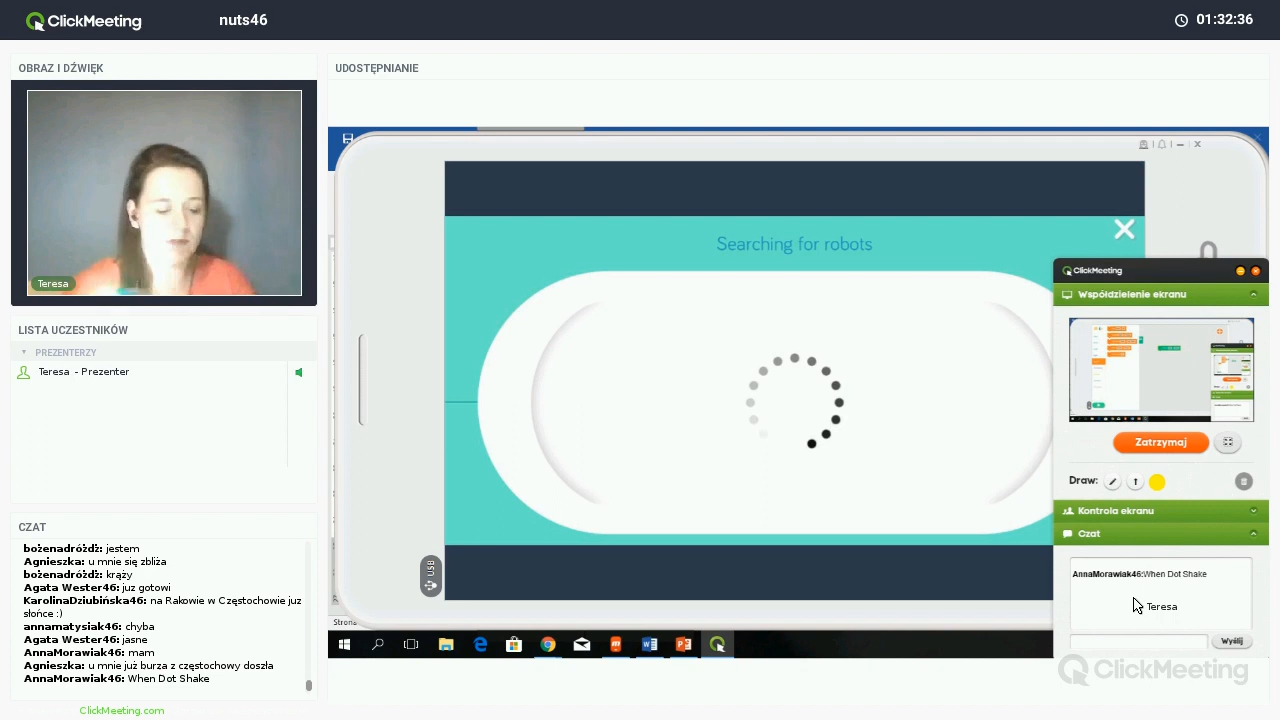 ClickMeeting
nuts46
01:32:36
OBRAZ I DŹWIĘK
Teresa
LISTA UCZESTNIKÓW
PREZENTERZY
Teresa - Prezenter
CZAT
bożenadróżdż: jestem
Agnieszka: u mnie się zbliża
bożenadróżdż: krąży
Agata Wester46: juz gotowi
KarolinaDziubińska46: na Rakowie w Częstochowie juz
słońce :)
annamatysiak46: chyba
Agata Wester46: jasne
AnnaMorawiak46: mam
Agnieszka: u mnie już burza z częstochowy doszła
AnnaMorawiak46: When Dot Shake
ClickMeeting.com
UDOSTĘPNIANIE
Searching for robots
USB
Strona
ClickMeeting
Współdzielenie ekranu
Zatrzymaj
Draw:
Kontrola ekranu
Czat
AnnaMorawiak46:When Dot Shake
Teresa
Wyślij
ClickMeeting